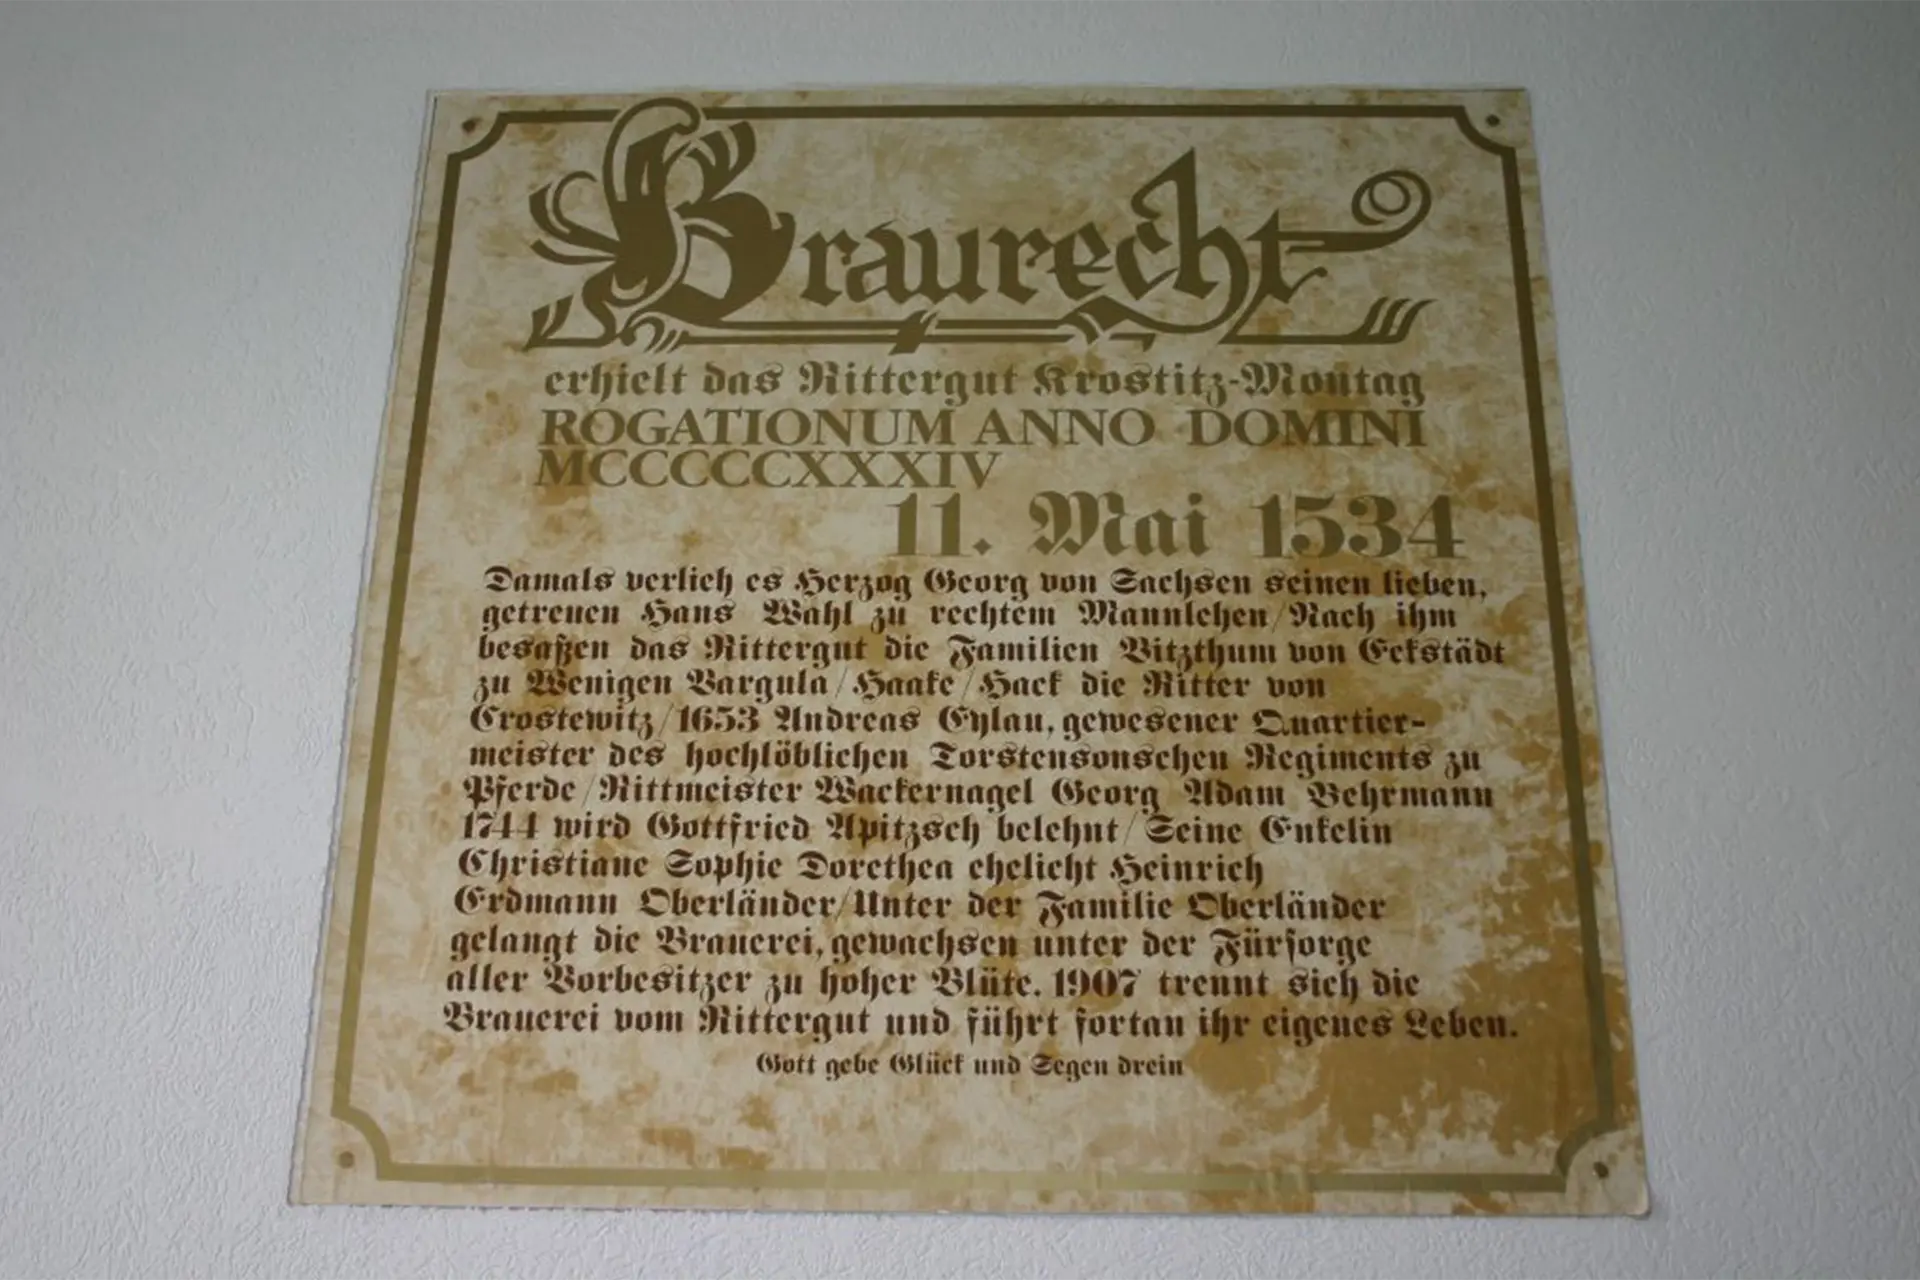 Braurecht
erhielt das Rittergut Krostitz-Montag
ROGATIONUM ANNO DOMINI
MCCCCCXXXIV
11. Mai 1534
Damals verlieh es Herzog Georg von Sachsen seinen lieben,
getreuen Hans Wahl zu rechtem Mannlehen/Nach ihm
besaßen das Rittergut die Familien Vitzthum von Eckstädt
zu Wenigen Vargula/Haake/Hack die Ritter von
Crostewitz/1653 Andreas Eylau, gewesener Quartier-
meister des hochlöblichen Torstensonschen Regiments zu
Pferde/Rittmeister Wackernagel Georg Adam Behrmann
1744 wird Gottfried Apitzsch belehnt/Seine Enkelin
Christiane Sophie Dorethea ehelicht Heinrich
Erdmann Oberländer/Unter der Familie Oberländer
gelangt die Brauerei, gewachsen unter der Fürsorge
aller Vorbesitzer zu hoher Blüte. 1907 trennt sich die
Brauerei vom Rittergut und führt fortan ihr eigenes Leben.
Gott gebe Glück und Segen drein